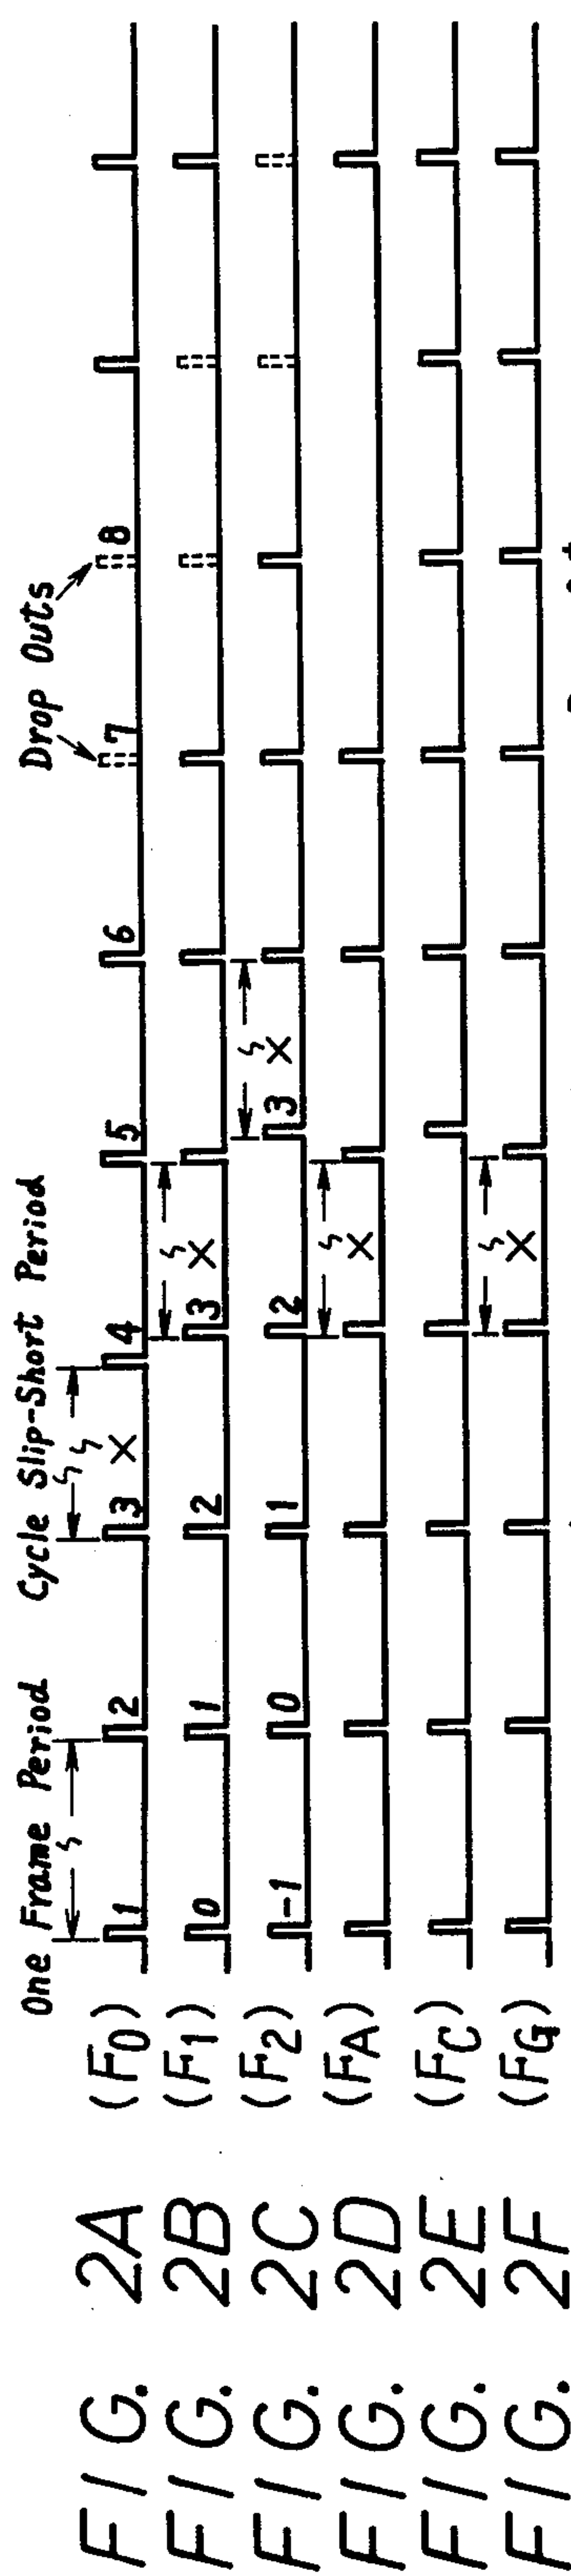 One Frame Period Cycle Slip-Short Period Drop Outs
FIG. 2A (F0) 1 2 3 X 4 5 6 7 8
FIG. 2B (F1) 0 1 2 3 X
FIG. 2C (F2) -1 0 1 2 3 X
FIG. 2D (FA) X
FIG. 2E (FC)
FIG. 2F (FG) X